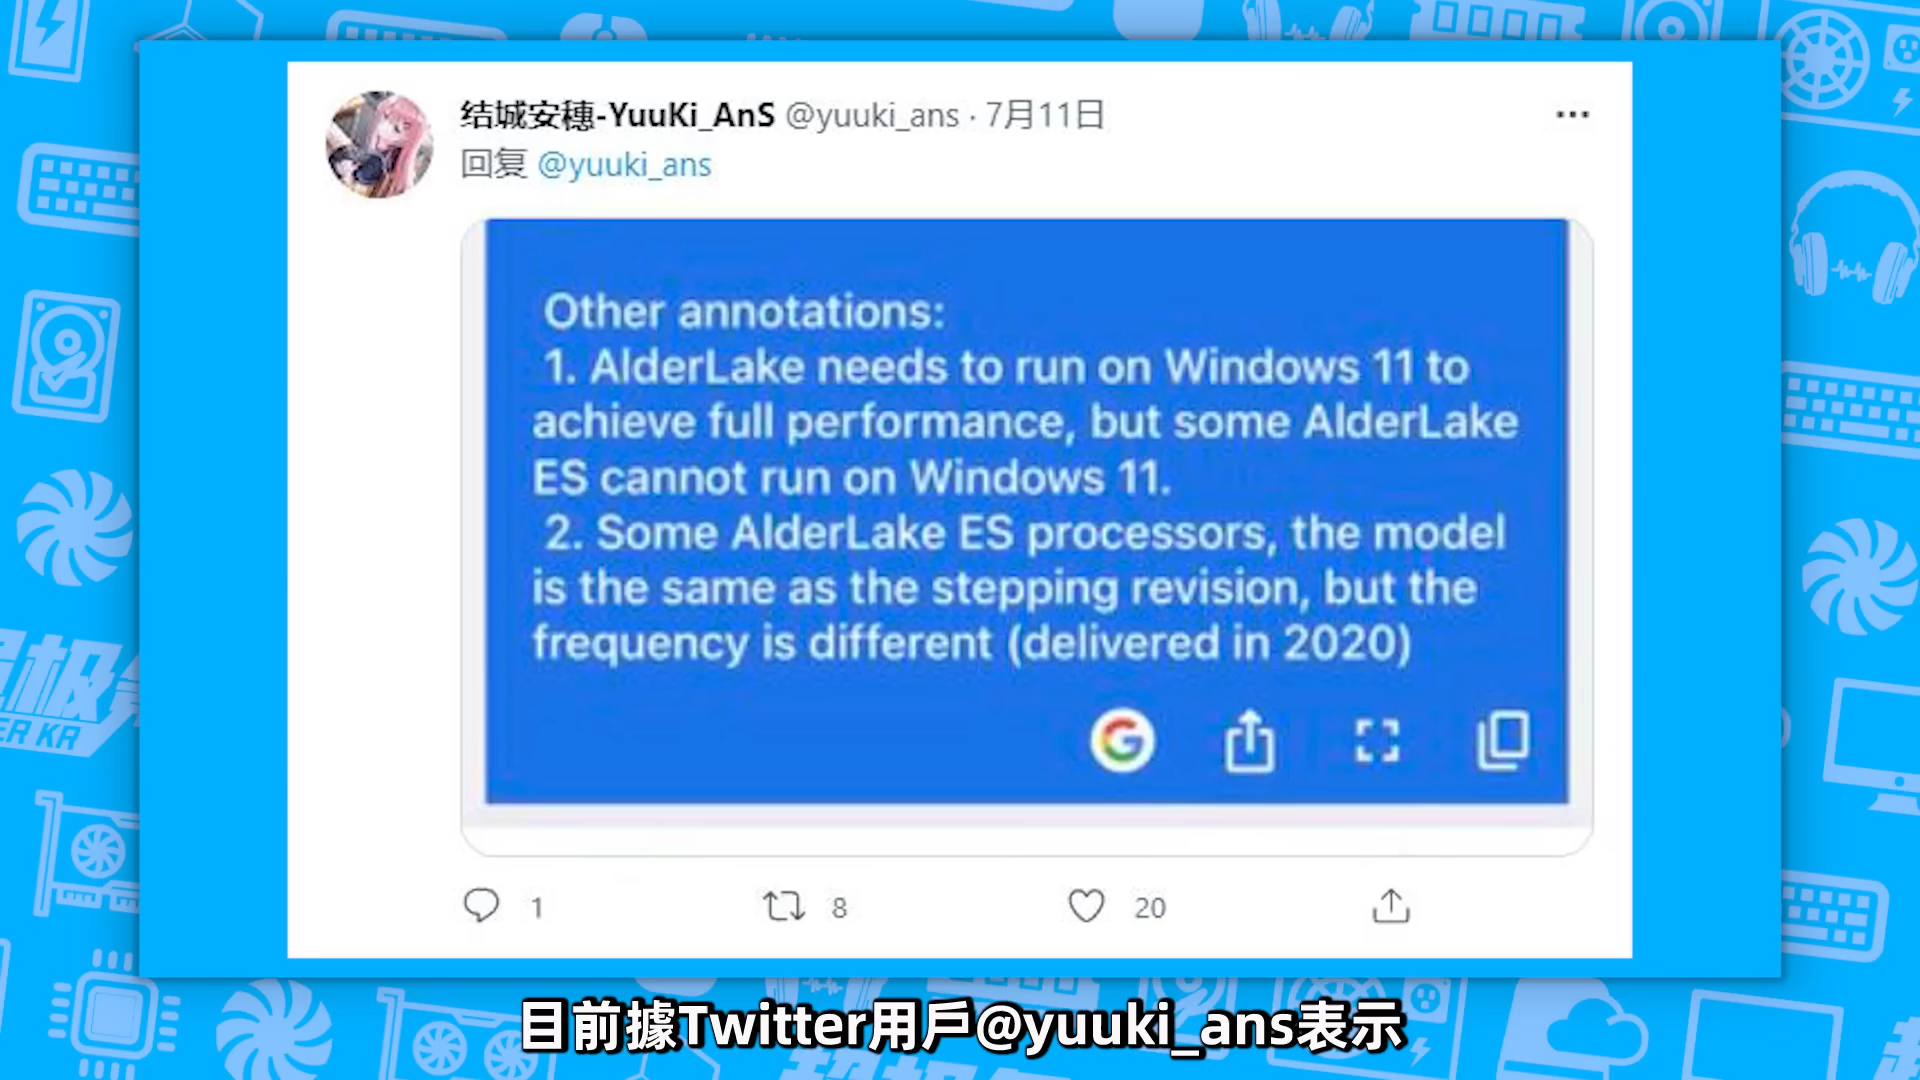 结城安穗-YuuKi_AnS @yuuki_ans · 7月11日
回复 @yuuki_ans
Other annotations:
1. AlderLake needs to run on Windows 11 to
achieve full performance, but some AlderLake
ES cannot run on Windows 11.
2. Some AlderLake ES processors, the model
is the same as the stepping revision, but the
frequency is different (delivered in 2020)
1
8
20
目前據Twitter用戶@yuuki_ans表示